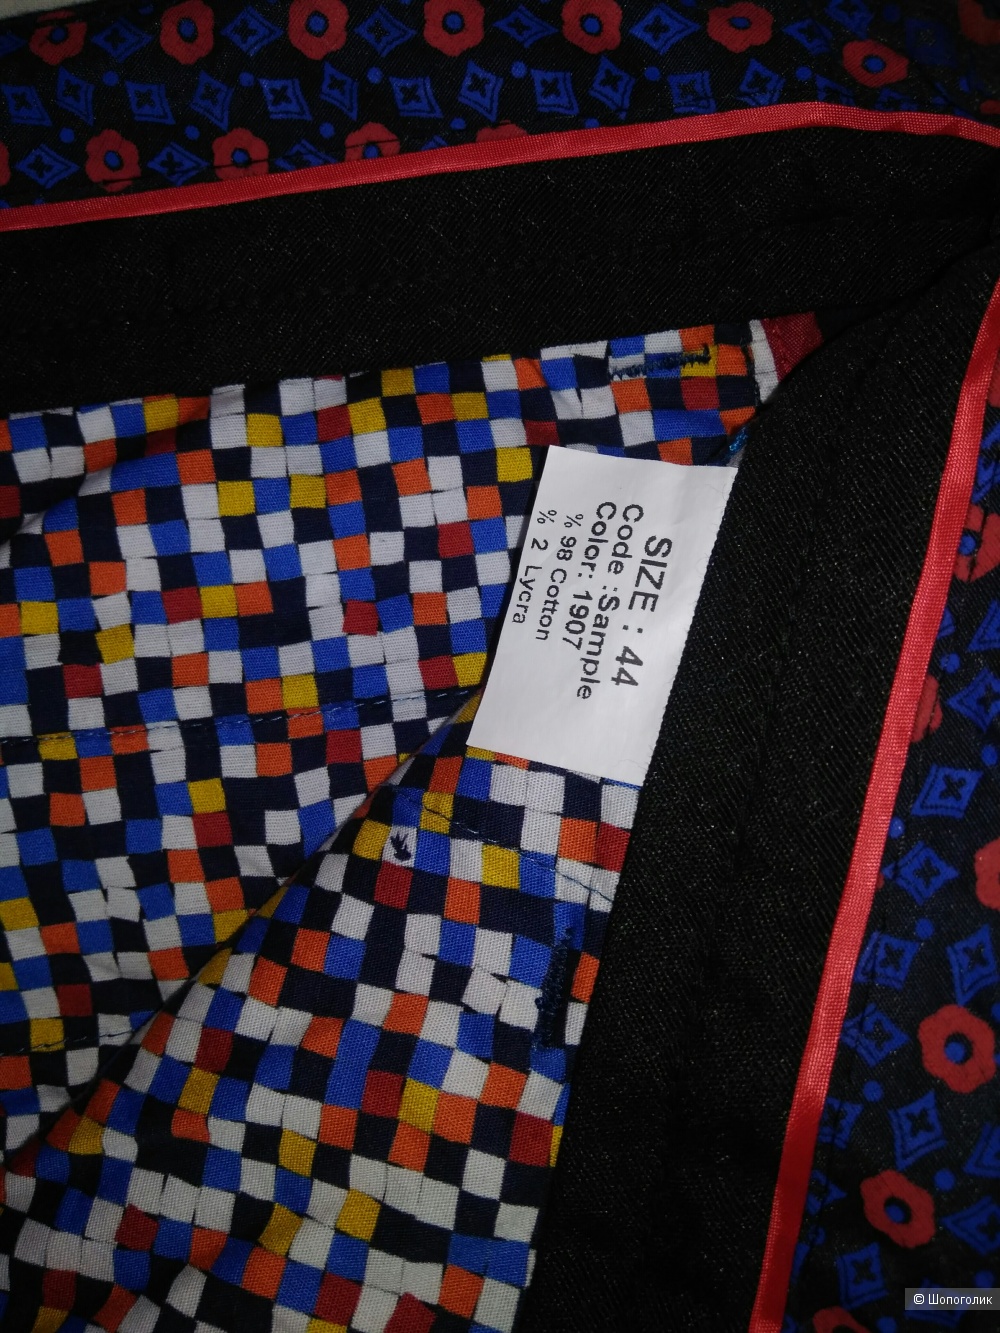 SIZE : 44
Code :Sample
Color: 1907
% 98 Cotton
% 2 Lycra
© Шопоголик